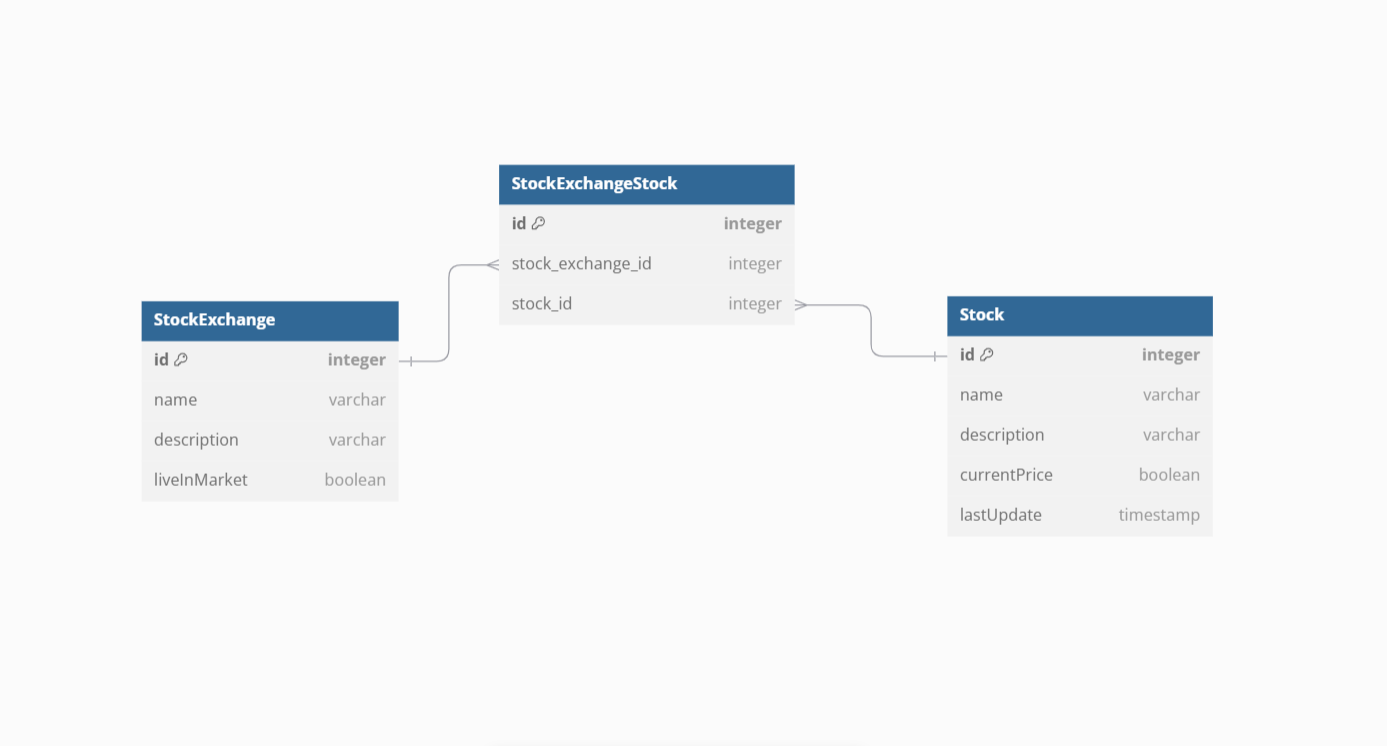 StockExchangeStock
id integer
stock_exchange_id integer
stock_id integer
StockExchange
id integer
name varchar
description varchar
liveInMarket boolean
Stock
id integer
name varchar
description varchar
currentPrice boolean
lastUpdate timestamp